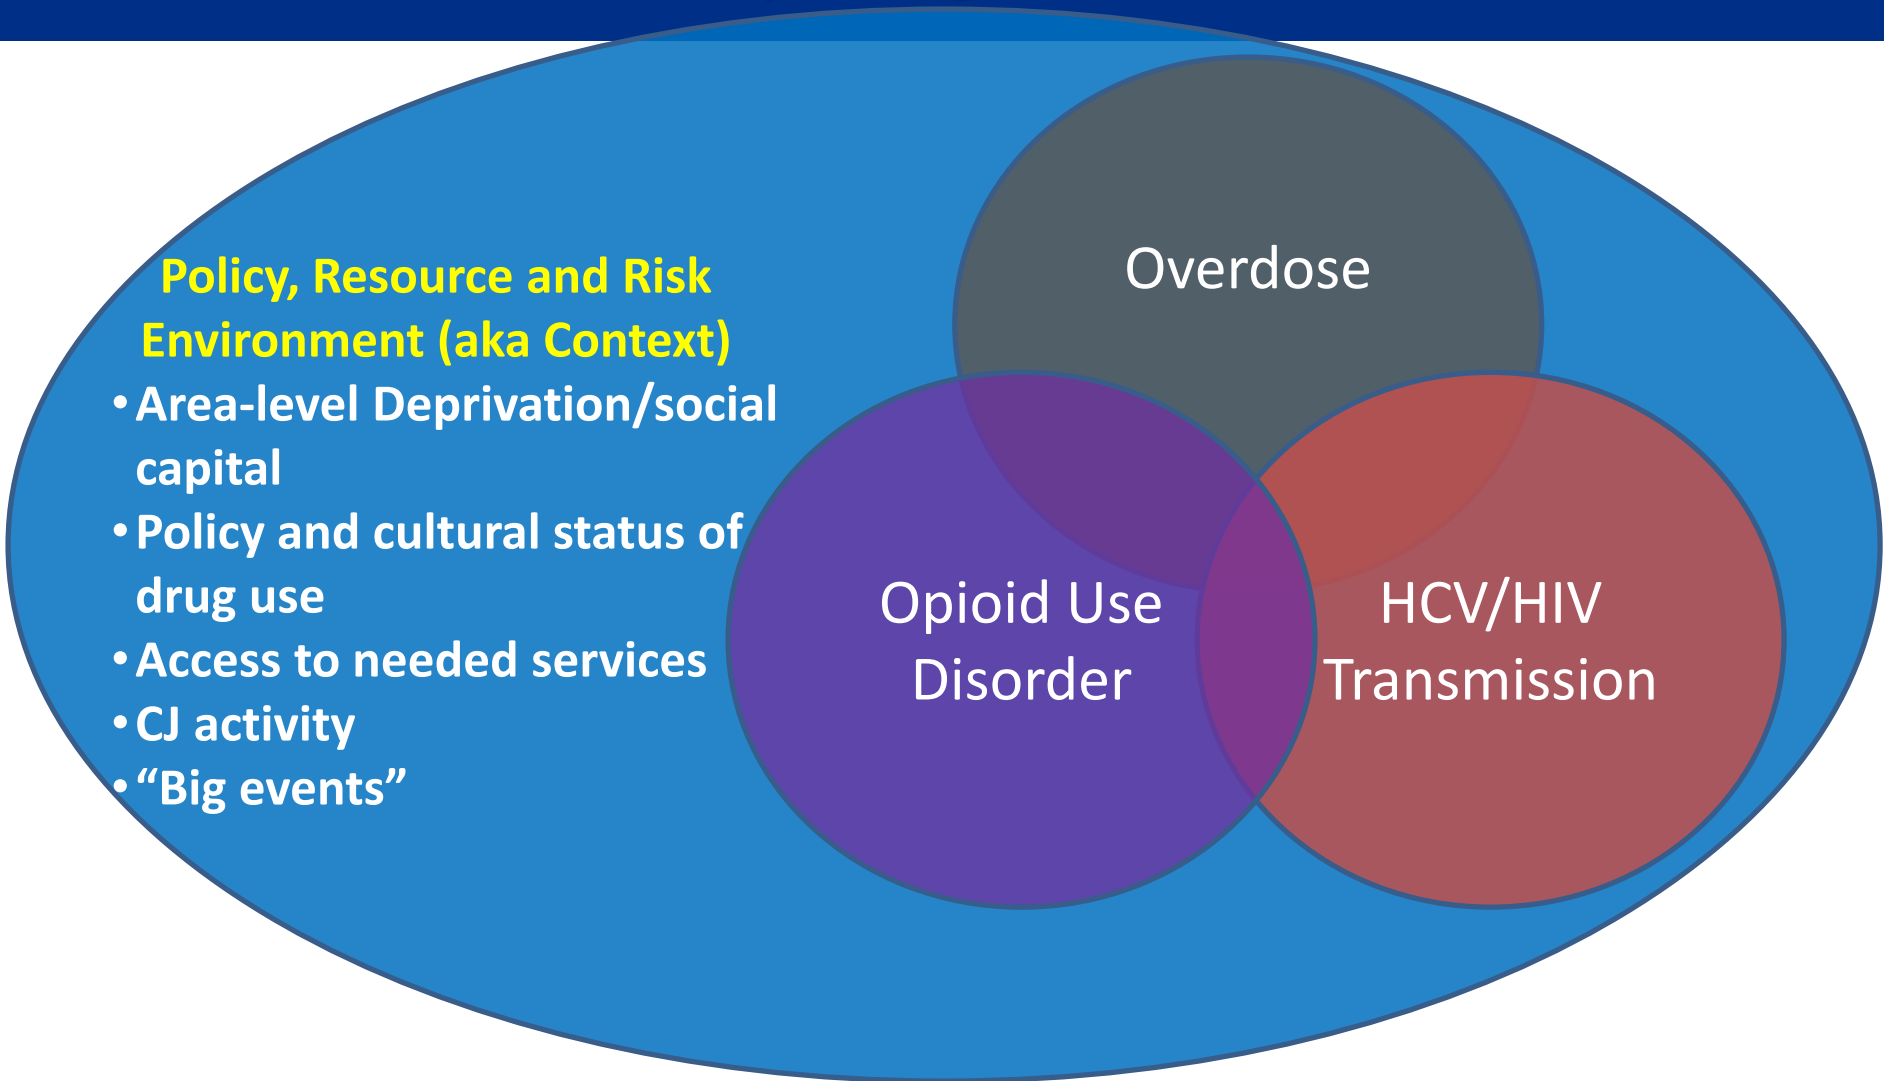 Policy, Resource and Risk
Environment (aka Context)
• Area-level Deprivation/social
capital
• Policy and cultural status of
drug use
• Access to needed services
• CJ activity
• “Big events”
Overdose
Opioid Use
Disorder
HCV/HIV
Transmission